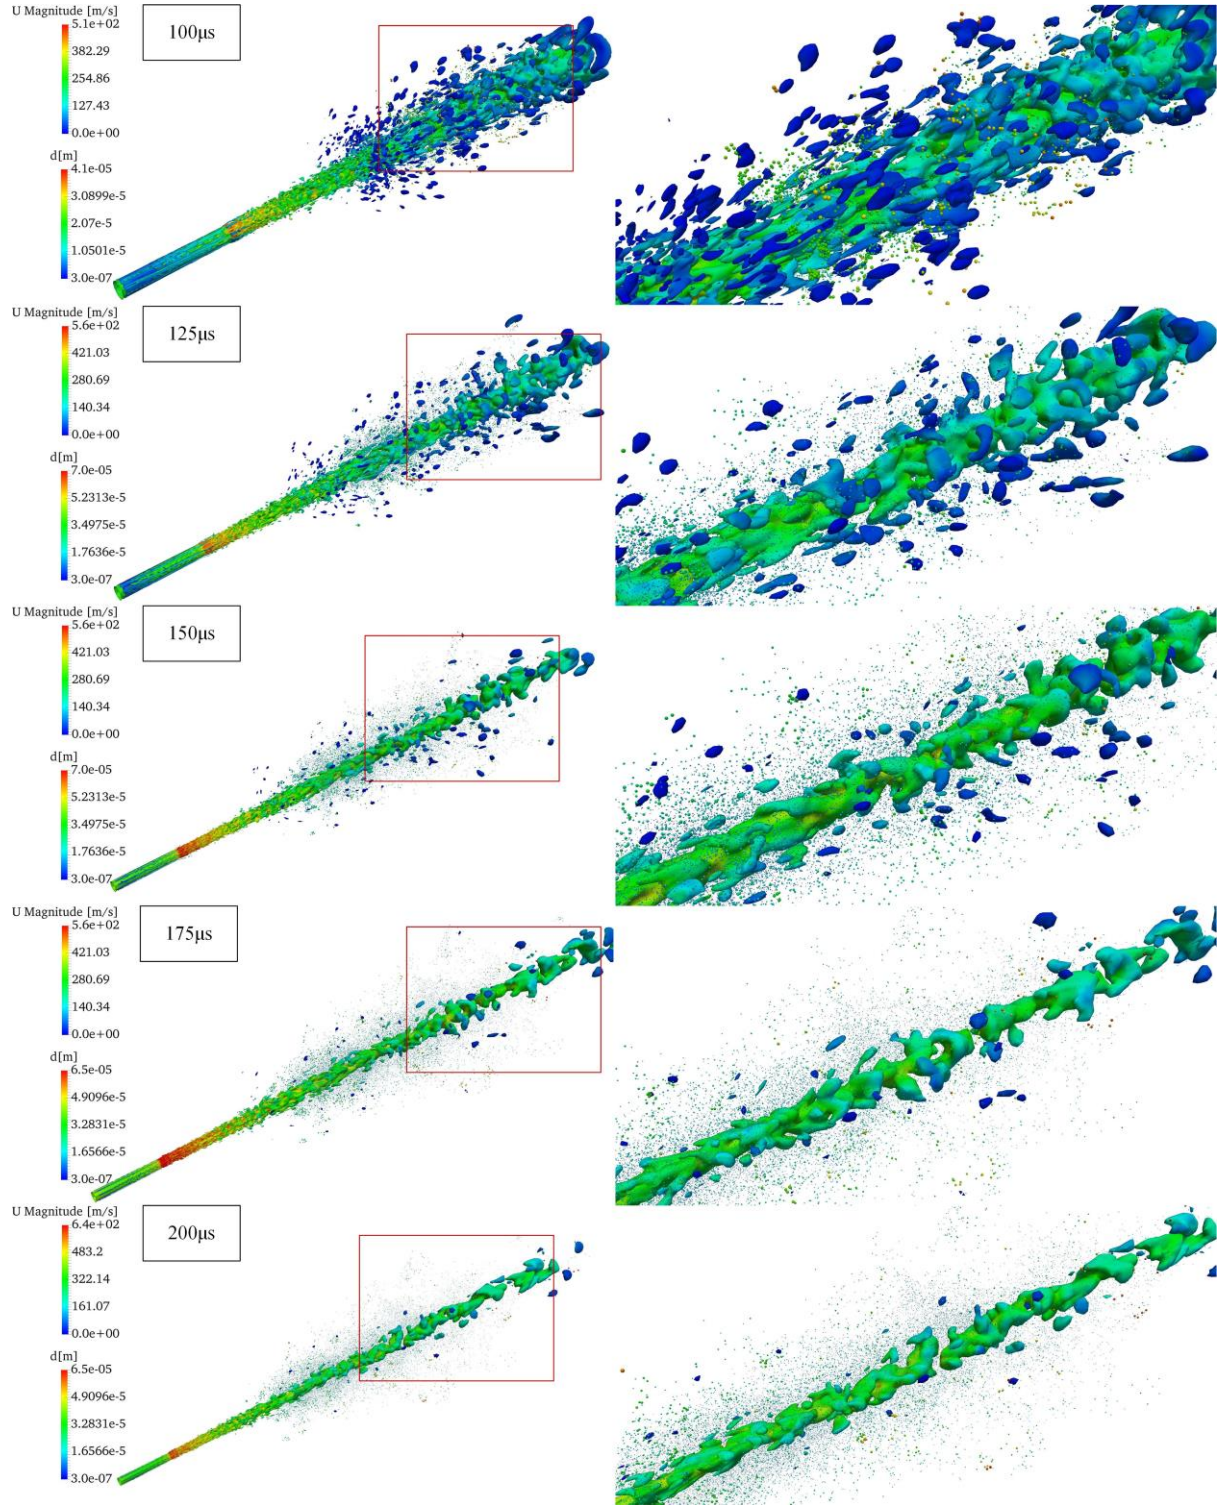 U Magnitude [m/s]
5.1e+02
100μs
382.29
254.86
127.43
0.0e+00
d[m]
4.1e-05
3.0899e-5
2.07e-5
1.0501e-5
3.0e-07
U Magnitude [m/s]
5.6e+02
125μs
421.03
280.69
140.34
0.0e+00
d[m]
7.0e-05
5.2313e-5
3.4975e-5
1.7636e-5
3.0e-07
U Magnitude [m/s]
5.6e+02
150μs
421.03
280.69
140.34
0.0e+00
d[m]
7.0e-05
5.2313e-5
3.4975e-5
1.7636e-5
3.0e-07
U Magnitude [m/s]
5.6e+02
175μs
421.03
280.69
140.34
0.0e+00
d[m]
6.5e-05
4.9096e-5
3.2831e-5
1.6566e-5
3.0e-07
U Magnitude [m/s]
6.4e+02
200μs
483.2
322.14
161.07
0.0e+00
d[m]
6.5e-05
4.9096e-5
3.2831e-5
1.6566e-5
3.0e-07